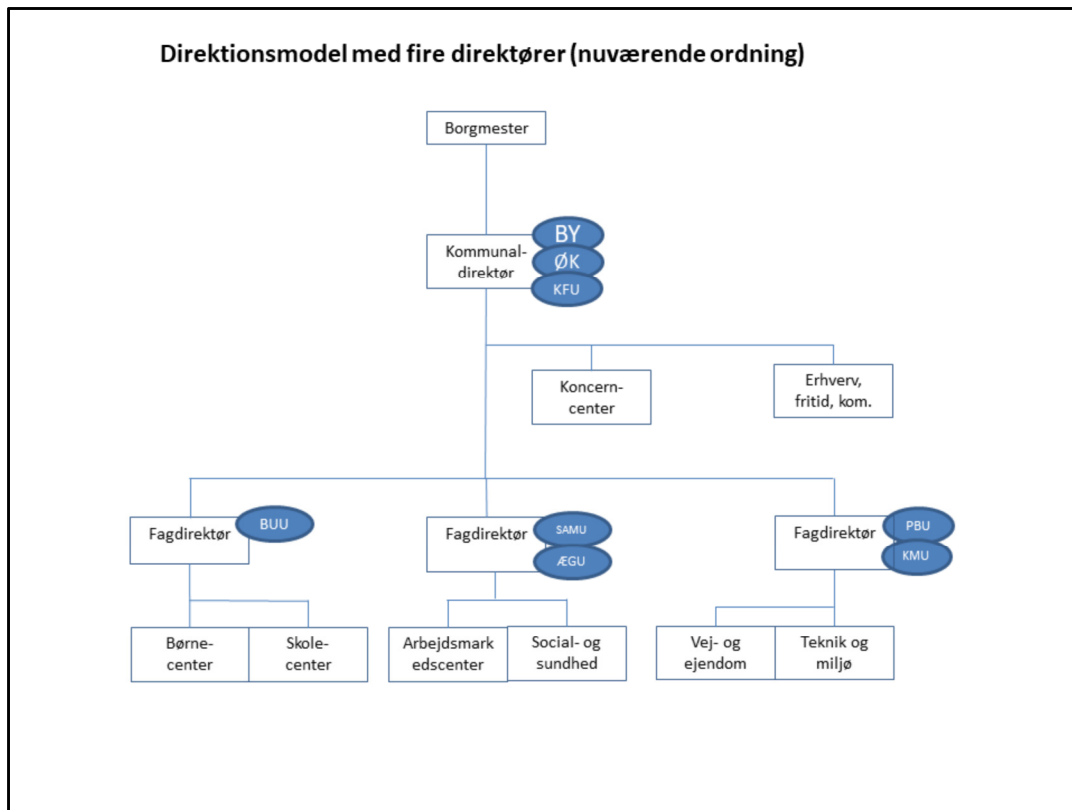 Direktionsmodel med fire direktører (nuværende ordning)
Borgmester
Kommunal-
direktør
BY
ØK
KFU
Koncern-
center
Erhverv,
fritid, kom.
Fagdirektør
BUU
Fagdirektør
SAMU
ÆGU
Fagdirektør
PBU
KMU
Børne-
center
Skole-
center
Arbejdsmark
edscenter
Social- og
sundhed
Vej- og
ejendom
Teknik og
miljø